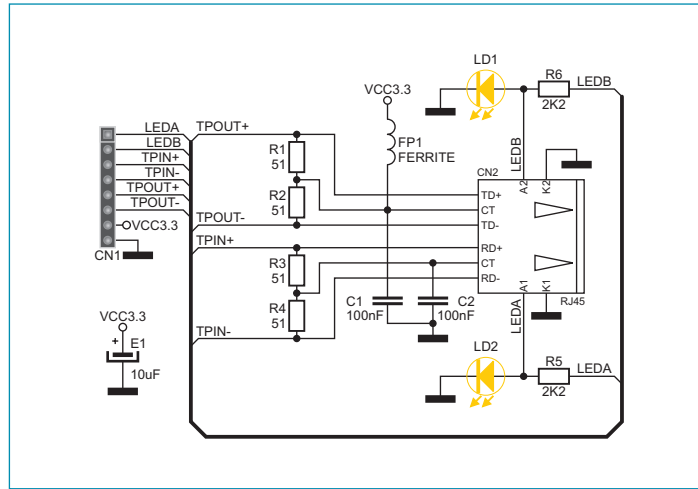 LD1
R6
2K2
LEDB
VCC3.3
LEDA
LEDB
TPIN+
TPIN-
TPOUT+
TPOUT-
VCC3.3
CN1
TPOUT+
R1
51
R2
51
TPOUT-
TPIN+
R3
51
R4
51
TPIN-
FP1
FERRITE
CN2
LEDB
A2
K2
TD+
CT
TD-
RD+
CT
RD-
A1
K1
RJ45
LEDA
C1
100nF
C2
100nF
VCC3.3
+
E1
10uF
LD2
R5
2K2
LEDA